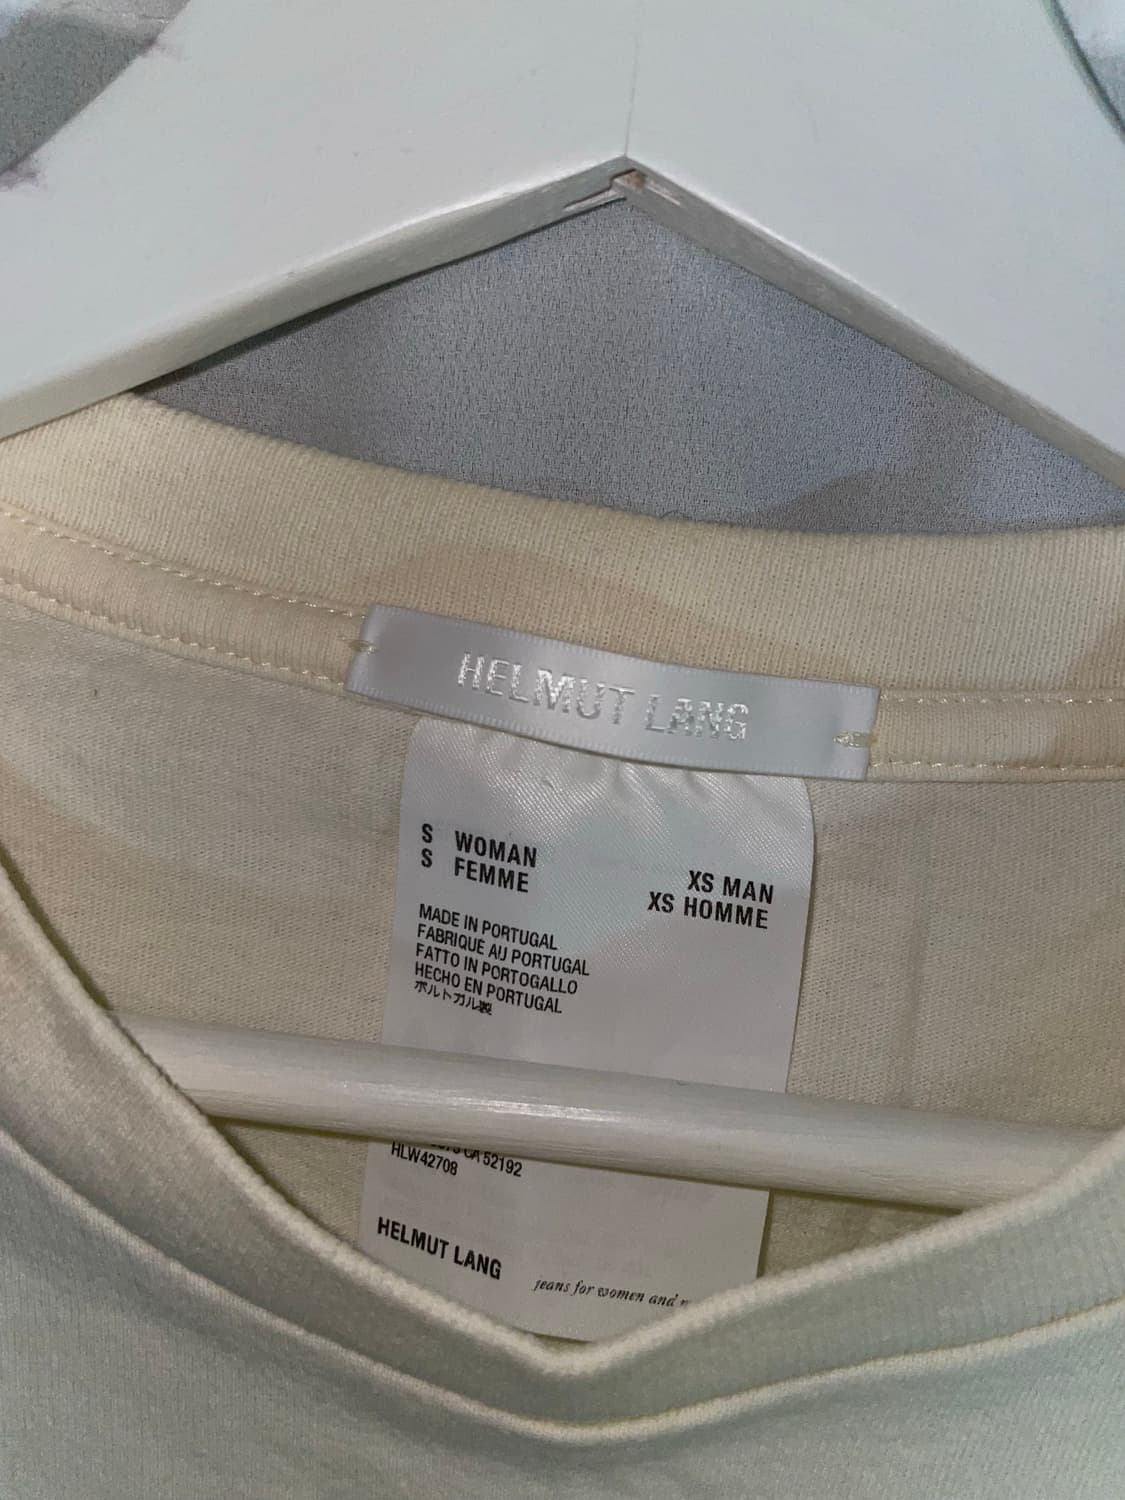 HELMUT LANG
S WOMAN
S FEMME
XS MAN
XS HOMME
MADE IN PORTUGAL
FABRIQUÉ AU PORTUGAL
FATTO IN PORTOGALLO
HECHO EN PORTUGAL
ポルトガル製
CA 52192
HLW42708
HELMUT LANG
jeans for women and